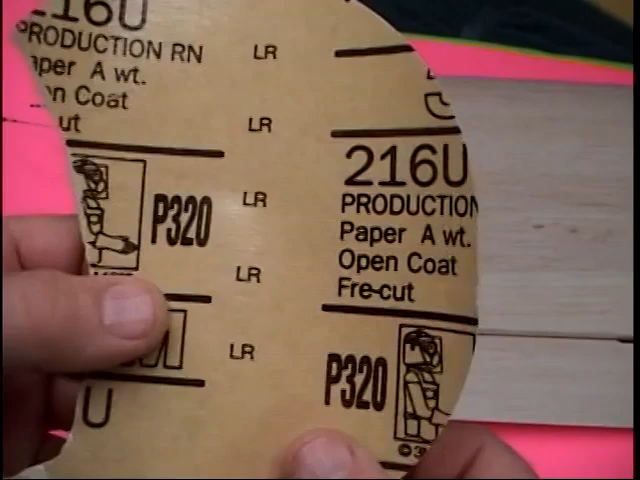 216U
PRODUCTION RN
Paper A wt.
Open Coat
LR
LR
LR
LR
LR
P320
U
216U
PRODUCTION
Paper A wt.
Open Coat
Fre-cut
P320
©3